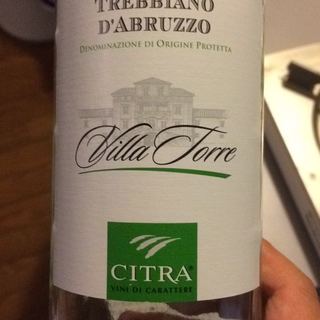 TREBBIANO
D'ABRUZZO
DENOMINAZIONE DI ORIGINE PROTETTA
Villa Torre
CITRA®
VINI DI CARATTERE